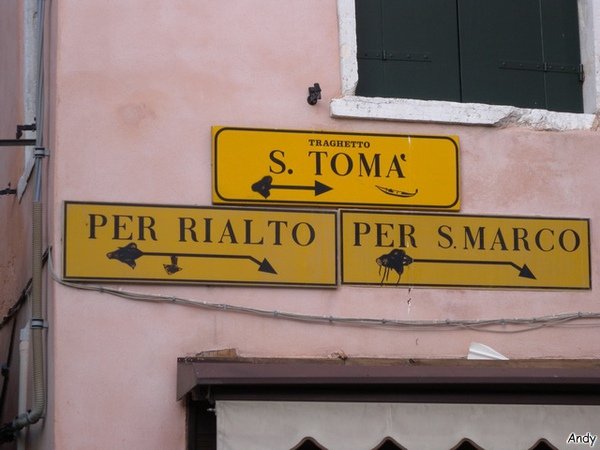 TRAGHETTO
S. TOMA'
PER RIALTO
PER S. MARCO
Andy